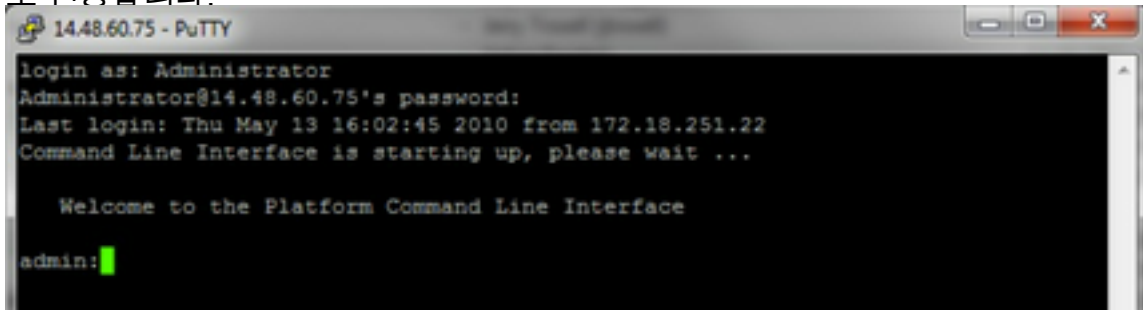 14.48.60.75 - PuTTY
login as: Administrator
Administrator@14.48.60.75's password:
Last login: Thu May 13 16:02:45 2010 from 172.18.251.22
Command Line Interface is starting up, please wait ...
Welcome to the Platform Command Line Interface
admin: